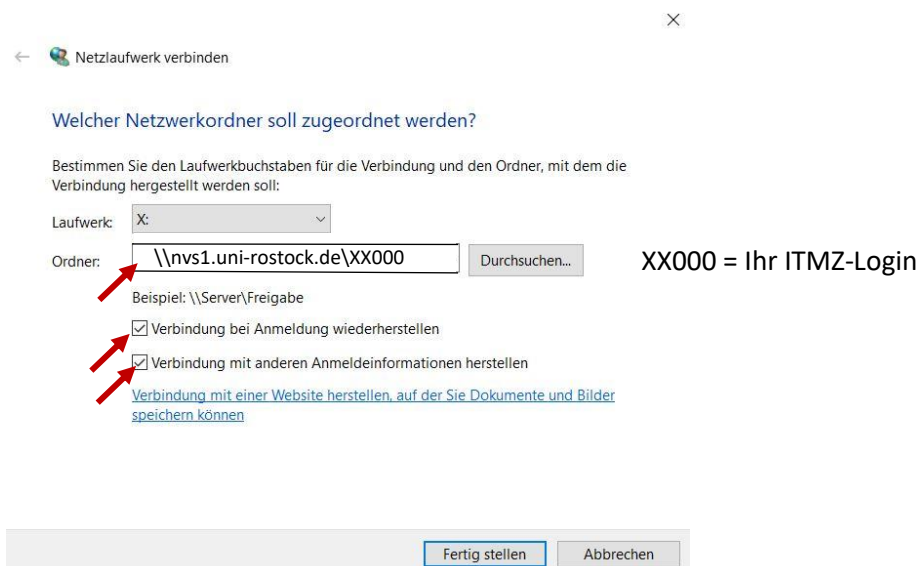 Netzlaufwerk verbinden
Welcher Netzwerkordner soll zugeordnet werden?
Bestimmen Sie den Laufwerkbuchstaben für die Verbindung und den Ordner, mit dem die
Verbindung hergestellt werden soll:
Laufwerk: X:
Ordner: \\nvs1.uni-rostock.de\XX000 Durchsuchen... XX000 = Ihr ITMZ-Login
Beispiel: \\Server\Freigabe
Verbindung bei Anmeldung wiederherstellen
Verbindung mit anderen Anmeldeinformationen herstellen
Verbindung mit einer Website herstellen, auf der Sie Dokumente und Bilder
speichern können
Fertig stellen Abbrechen